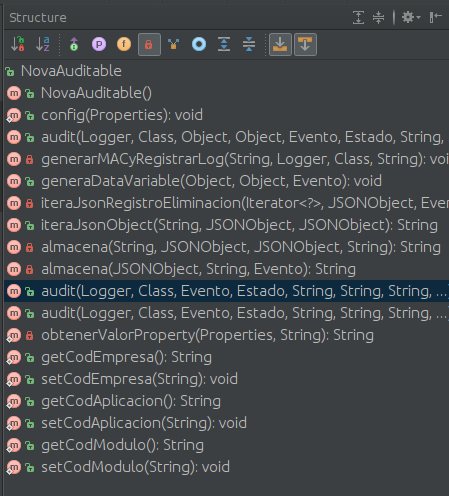 Structure
NovaAuditable
NovaAuditable()
config(Properties): void
audit(Logger, Class, Object, Object, Evento, Estado, String,
generarMACyRegistrarLog(String, Logger, Class, String): voi
generaDataVariable(Object, Object, Evento): void
iteraJsonRegistroEliminacion(Iterator<?>, JSONObject, Ever
iteraJsonObject(String, JSONObject, JSONObject): String
almacena(String, JSONObject, JSONObject, String): String
almacena(JSONObject, String, Evento): String
audit(Logger, Class, Evento, Estado, String, String, String, ...
audit(Logger, Class, Evento, Estado, String, String, String, ...
obtenerValorProperty(Properties, String): String
getCodEmpresa(): String
setCodEmpresa(String): void
getCodAplicacion(): String
setCodAplicacion(String): void
getCodModulo(): String
setCodModulo(String): void